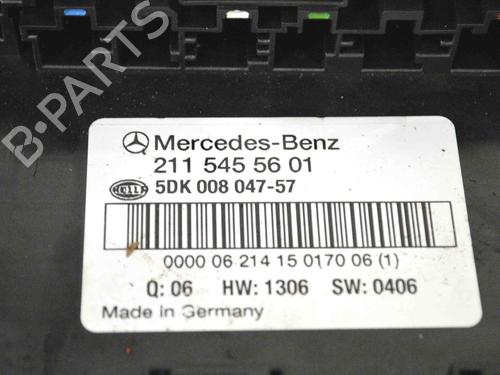 B-PARTS
Mercedes-Benz
211 545 56 01
HELLA 5DK 008 047-57
0000 06 214 15 0170 06 (1)
Q: 06 HW: 1306 SW: 0406
Made in Germany